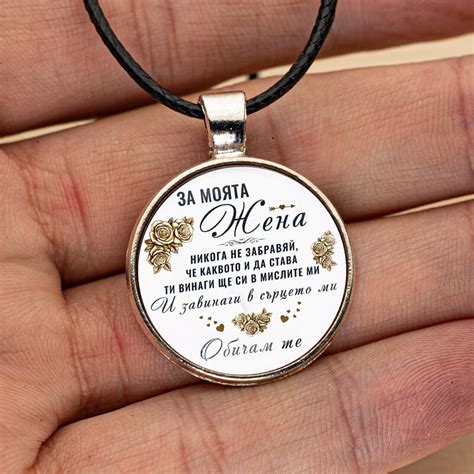 ЗА МОЯТА
Жена
НИКОГА НЕ ЗАБРАВЯЙ,
ЧЕ КАКВОТО И ДА СТАВА
ТИ ВИНАГИ ЩЕ СИ В МИСЛИТЕ МИ
И завинаги в сърцето ми
Обичам те